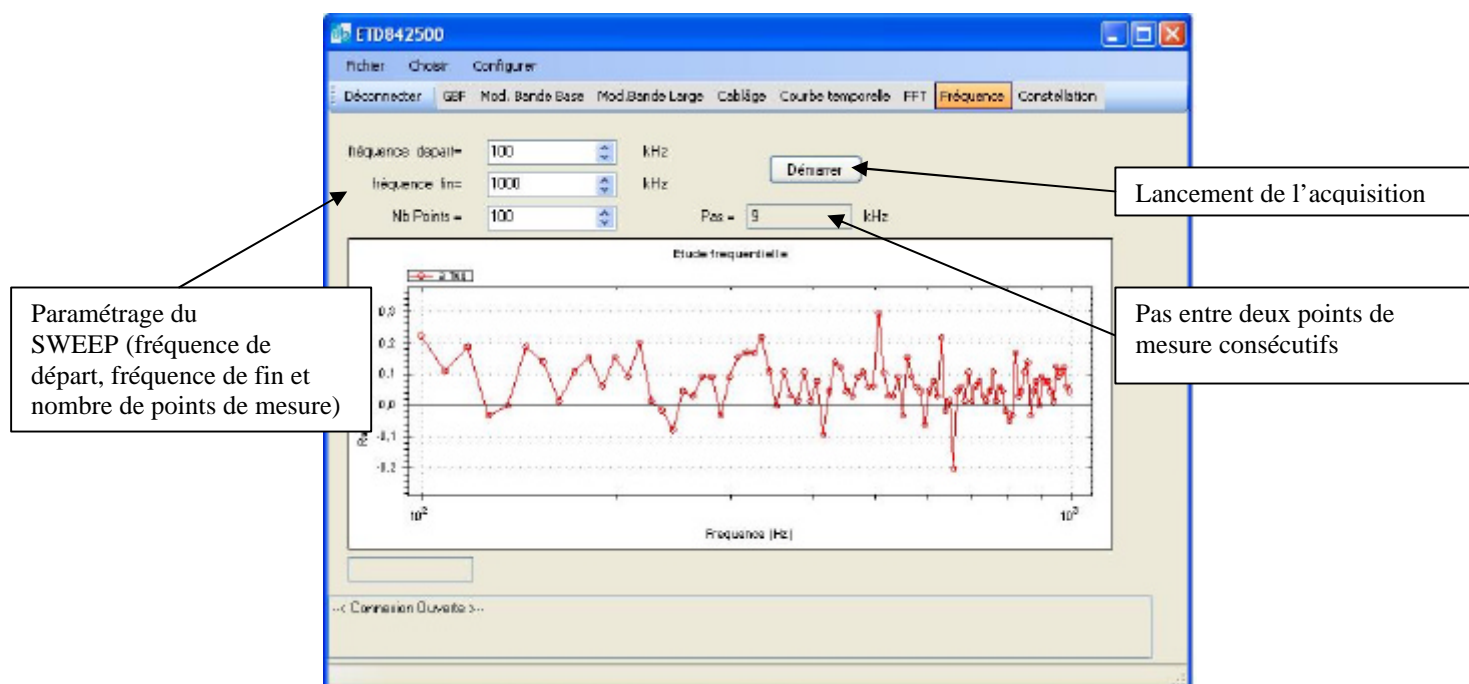 ETD842500
Fichier Choisir Configurer
Déconnecter GBF Mod. Bande Base Mod.Bande Large Cablâge Courbe temporelle FFT Fréquence Constellation
fréquence depart= 100 kHz
Démarrer
fréquence fin= 1000 kHz
Nb Points = 100 Pas = 9 kHz
Lancement de l’acquisition
Etude frequentielle
Paramétrage du
SWEEP (fréquence de
départ, fréquence de fin et
nombre de points de mesure)
Pas entre deux points de
mesure consécutifs
0,3
0,2
0,1
0,0
-0,1
-0,2
10² 10³
Frequence (Hz)
--< Connexion Ouverte >--